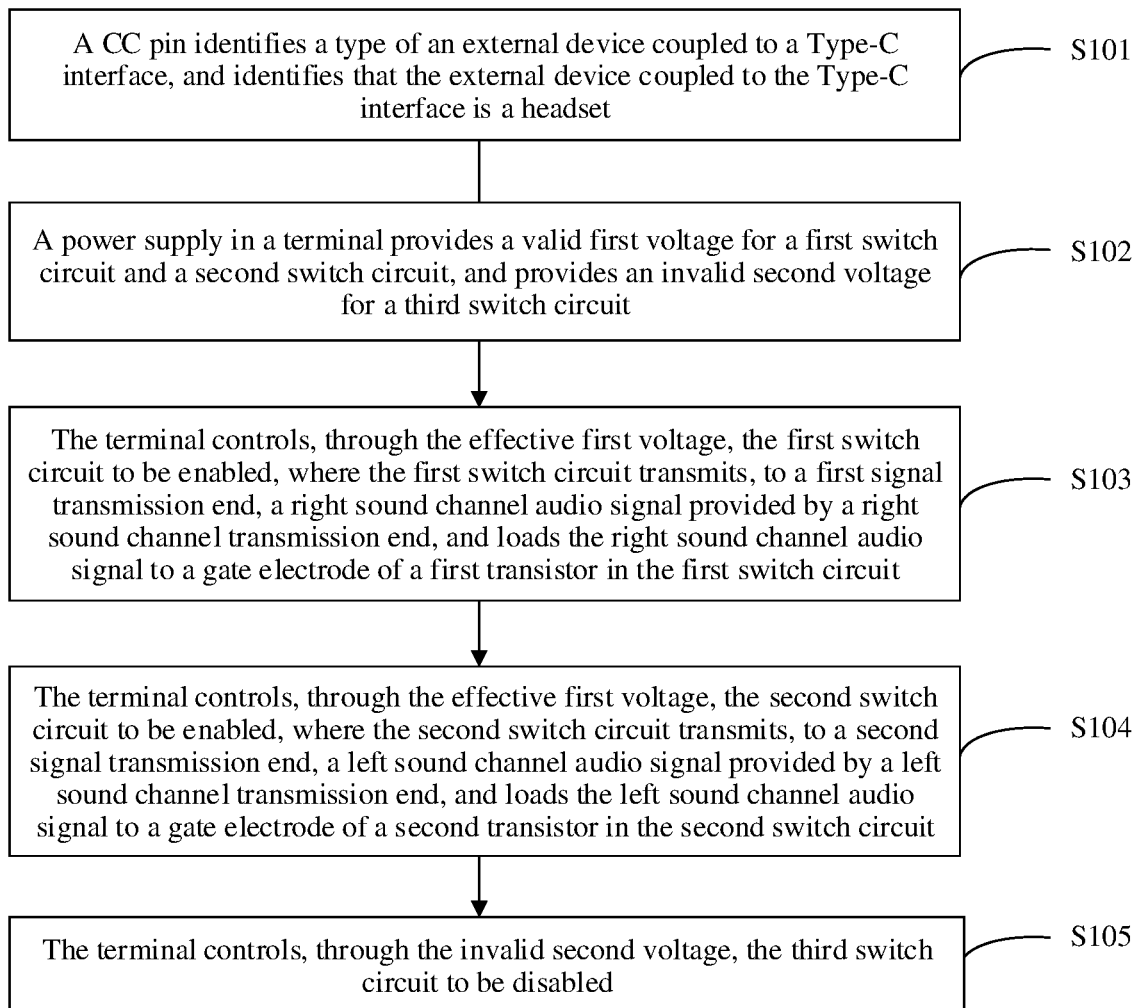 A CC pin identifies a type of an external device coupled to a Type-C
interface, and identifies that the external device coupled to the Type-C
interface is a headset
S101
A power supply in a terminal provides a valid first voltage for a first switch
circuit and a second switch circuit, and provides an invalid second voltage
for a third switch circuit
S102
The terminal controls, through the effective first voltage, the first switch
circuit to be enabled, where the first switch circuit transmits, to a first signal
transmission end, a right sound channel audio signal provided by a right
sound channel transmission end, and loads the right sound channel audio
signal to a gate electrode of a first transistor in the first switch circuit
S103
The terminal controls, through the effective first voltage, the second switch
circuit to be enabled, where the second switch circuit transmits, to a second
signal transmission end, a left sound channel audio signal provided by a left
sound channel transmission end, and loads the left sound channel audio
signal to a gate electrode of a second transistor in the second switch circuit
S104
The terminal controls, through the invalid second voltage, the third switch
circuit to be disabled
S105